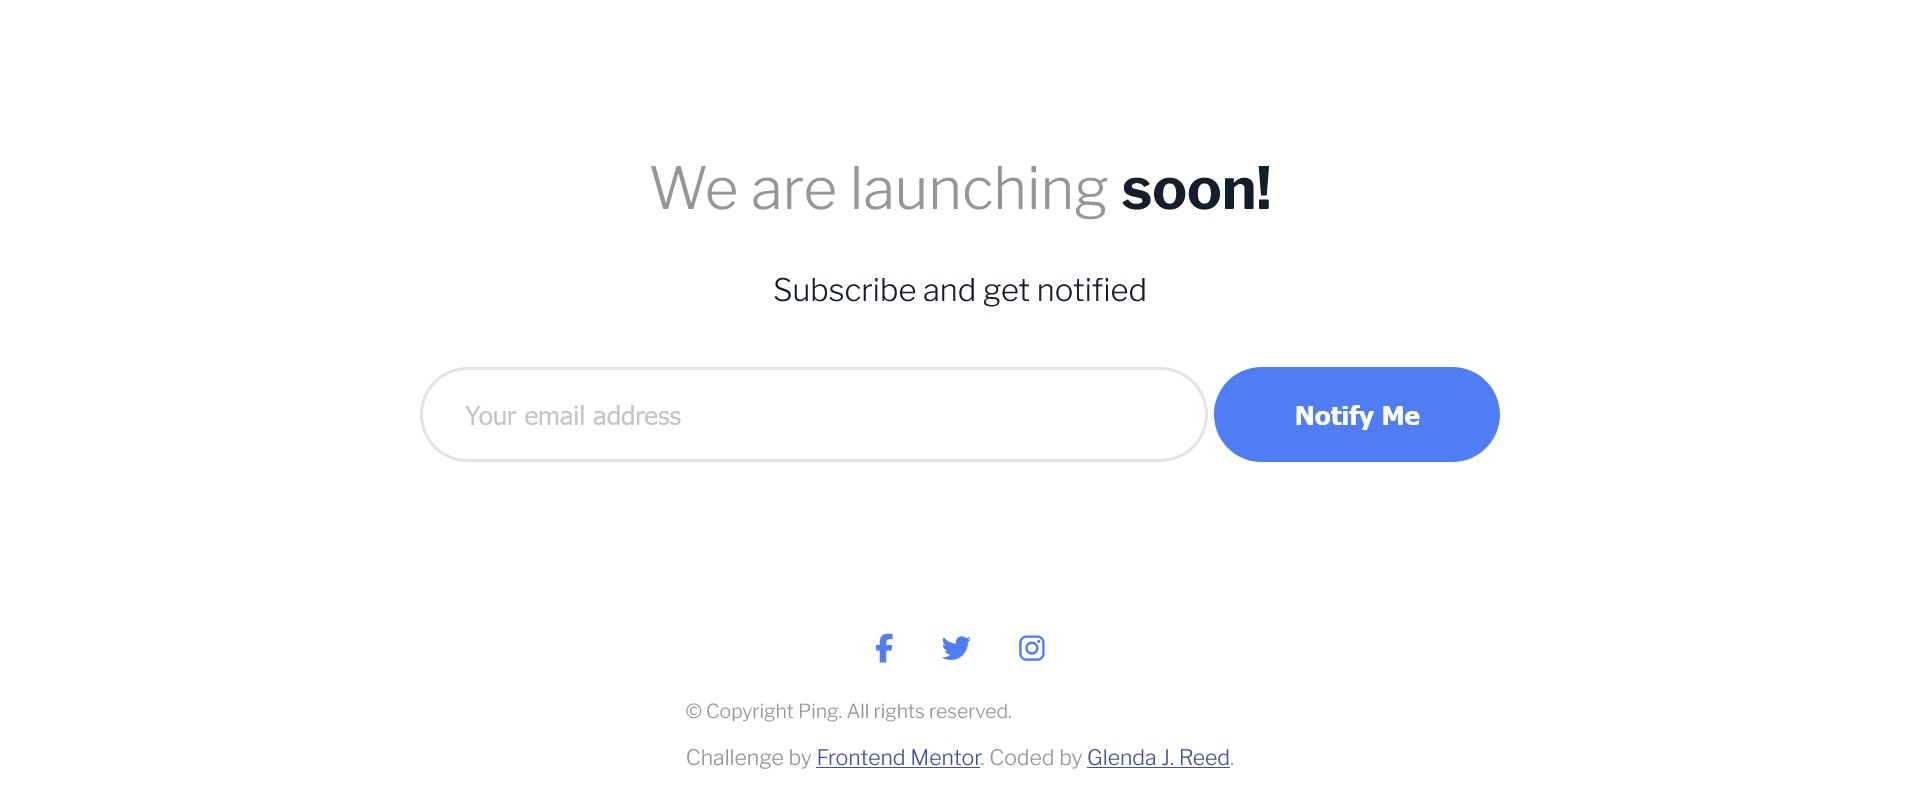 We are launching soon!
Subscribe and get notified
Your email address
Notify Me
© Copyright Ping. All rights reserved.
Challenge by Frontend Mentor. Coded by Glenda J. Reed.